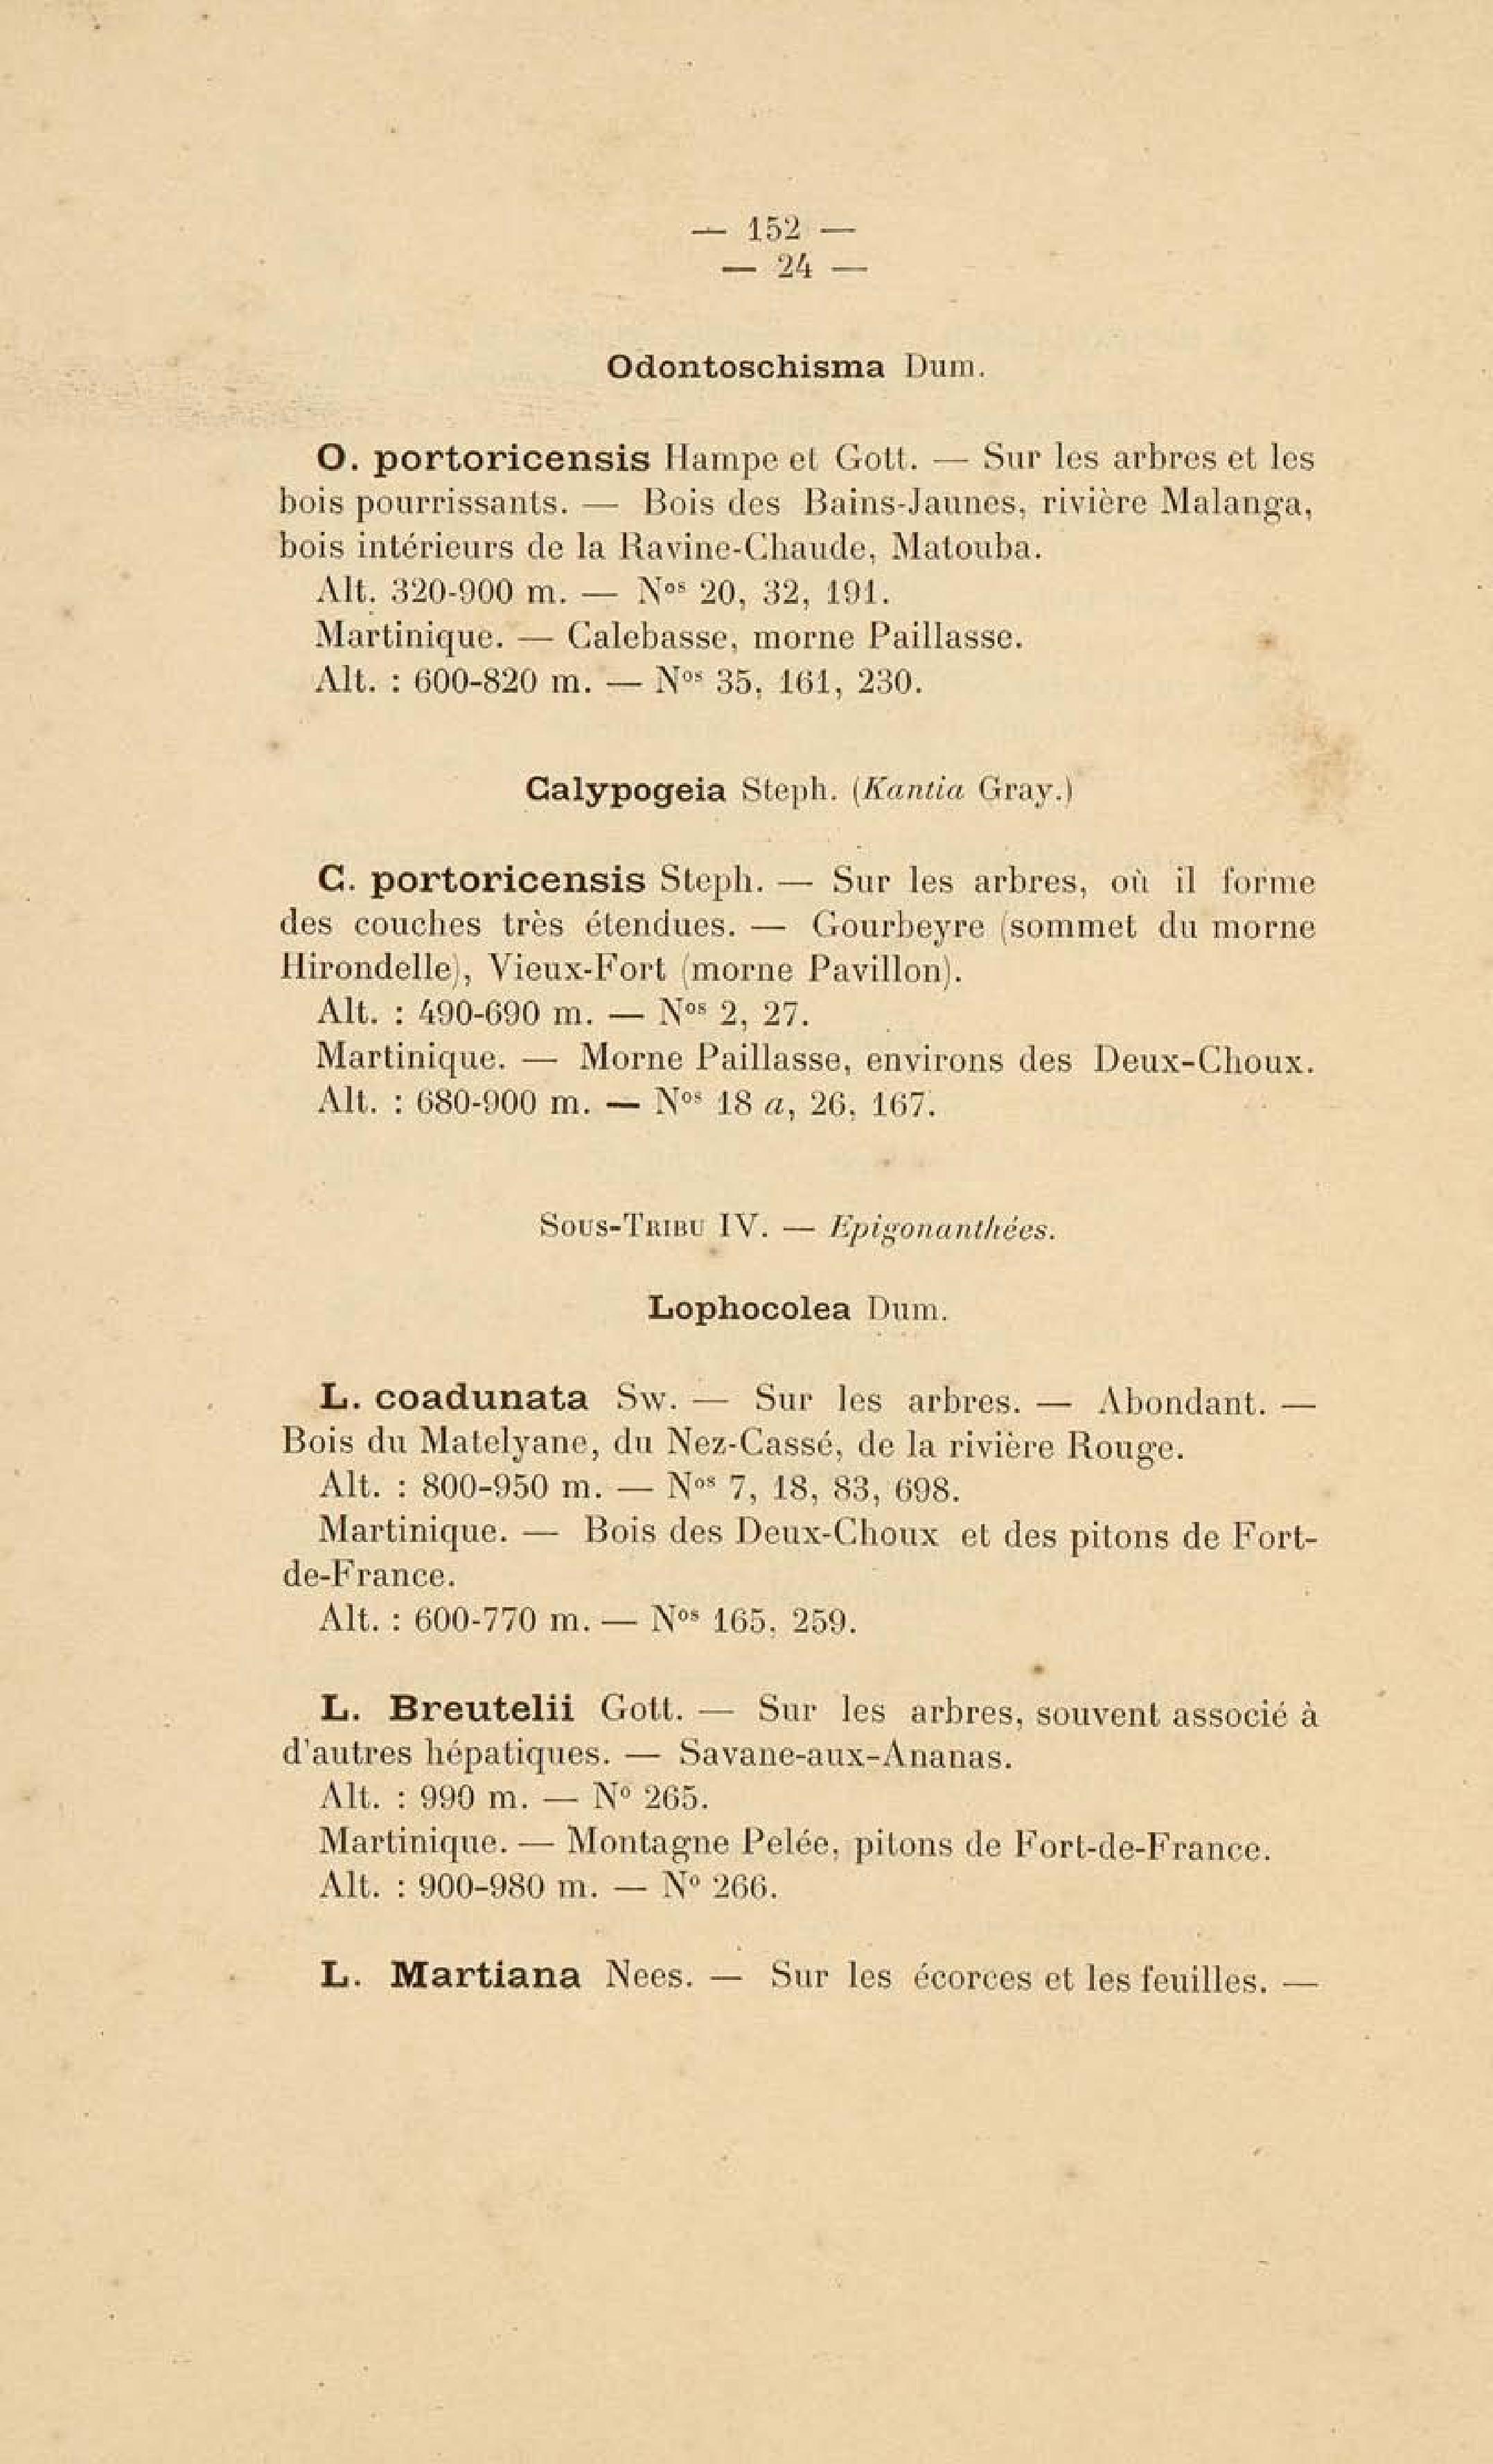 — 152 —
— 24 —
Odontoschisma Dum.
O. portoricensis Hampe et Gott. — Sur les arbres et les
bois pourrissants. — Bois des Bains-Jaunes, rivière Malanga,
bois intérieurs de la Ravine-Chaude, Matouba.
Alt. 320-900 m. — Nos 20, 32, 191.
Martinique. — Calebasse, morne Paillasse.
Alt. : 600-820 m. — Nos 35, 161, 230.
Calypogeia Steph. (Kantia Gray.)
C. portoricensis Steph. — Sur les arbres, où il forme
des couches très étendues. — Gourbeyre (sommet du morne
Hirondelle), Vieux-Fort (morne Pavillon).
Alt. : 490-690 m. — Nos 2, 27.
Martinique. — Morne Paillasse, environs des Deux-Choux.
Alt. : 680-900 m. — Nos 18 a, 26, 167.
Sous-Tribu IV. — Epigonanthées.
Lophocolea Dum.
L. coadunata Sw. — Sur les arbres. — Abondant. —
Bois du Matelyane, du Nez-Cassé, de la rivière Rouge.
Alt. : 800-950 m. — Nos 7, 18, 83, 698.
Martinique. — Bois des Deux-Choux et des pitons de Fort-
de-France.
Alt. : 600-770 m. — Nos 165, 259.
L. Breutelii Gott. — Sur les arbres, souvent associé à
d'autres hépatiques. — Savane-aux-Ananas.
Alt. : 990 m. — No 265.
Martinique. — Montagne Pelée, pitons de Fort-de-France.
Alt. : 900-980 m. — No 266.
L. Martiana Nees. — Sur les écorces et les feuilles. —